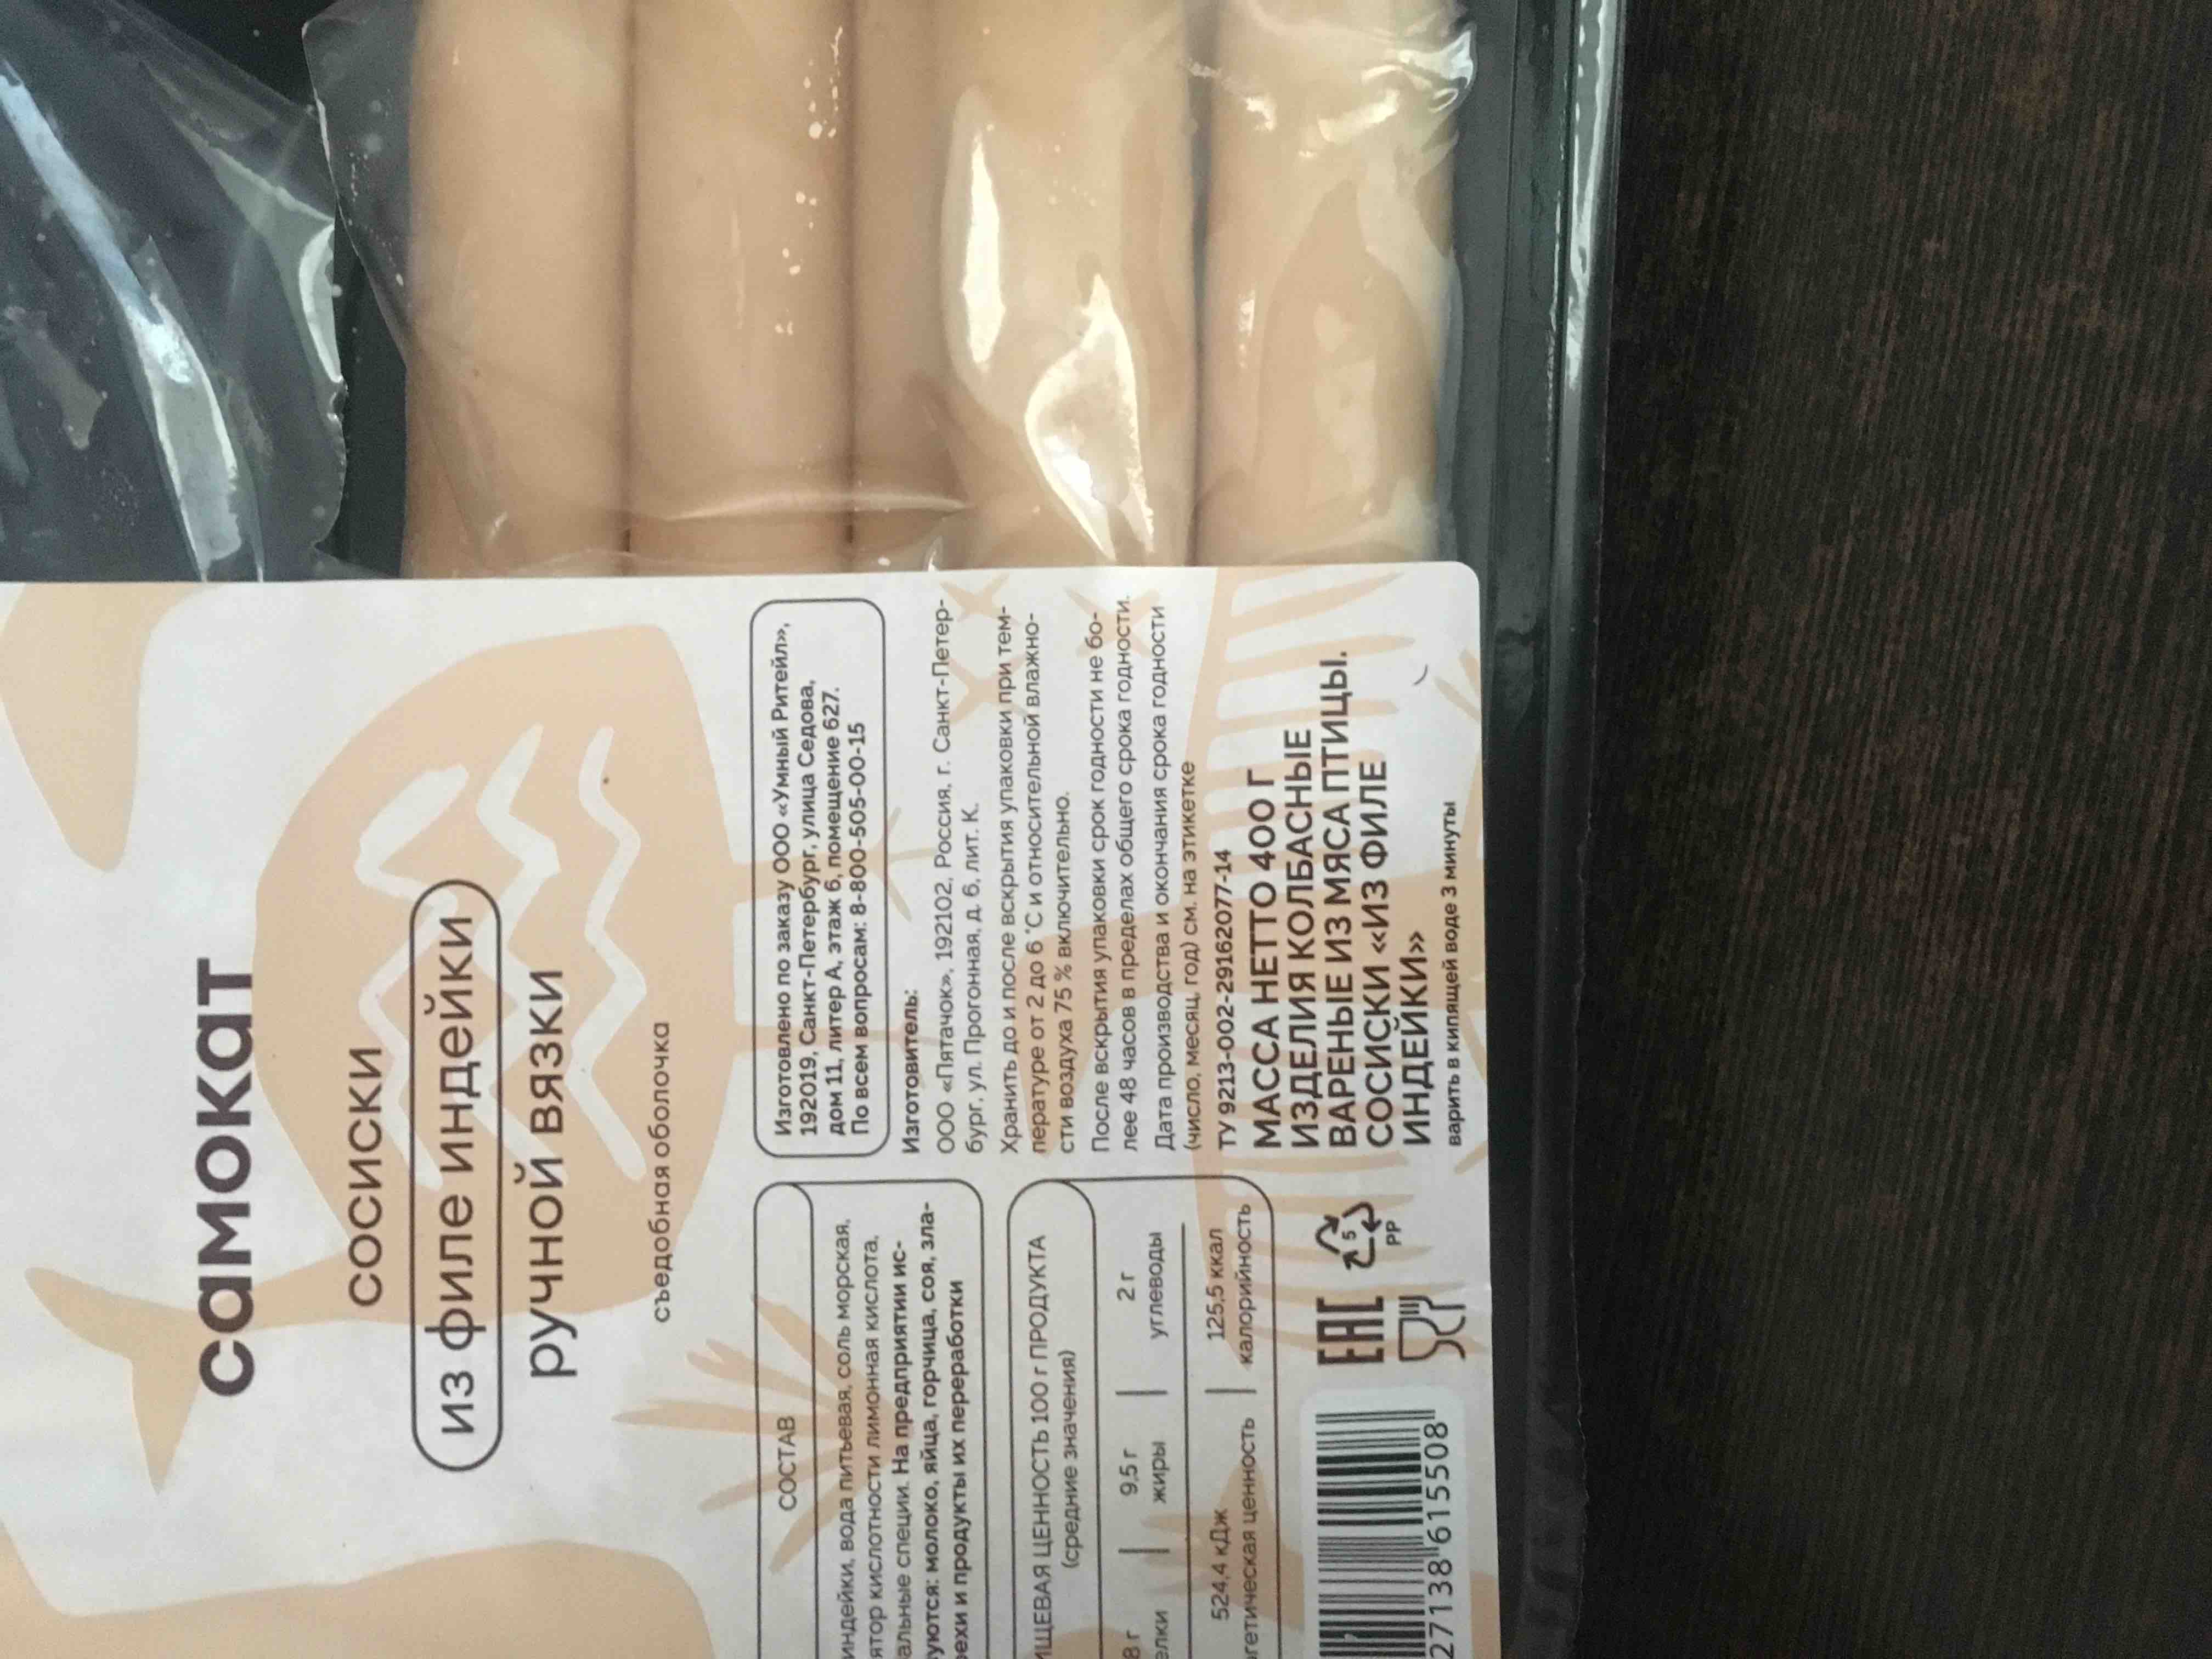 самокат
сосиски
из филе индейки
ручной вязки
съедобная оболочка
СОСТАВ
индейки, вода питьевая, соль морская,
кислотности лимонная кислота,
специи. На предприятии ис-
молоко, яйца, горчица, соя, зла-
и продукты их переработки
ЦЕННОСТЬ 100 г ПРОДУКТА
(средние значения)
8 г
9,5 г
жиры
2 г
углеводы
524,4 кДж
ценность
125,5 ккал
калорийность
27138 615508
EAC
5
PP
Изготовлено по заказу ООО «Умный Ритейл»,
192019, Санкт-Петербург, улица Седова,
дом 11, литер А, этаж 6, помещение 627.
По всем вопросам: 8-800-505-00-15
Изготовитель:
ООО «Пятачок», 192102, Россия, г. Санкт-Петер-
бург, ул. Прогонная, д. 6, лит. К.
Хранить до и после вскрытия упаковки при тем-
пературе от 2 до 6 °С и относительной влажно-
сти воздуха 75 % включительно.
После вскрытия упаковки срок годности не бо-
лее 48 часов в пределах общего срока годности.
Дата производства и окончания срока годности
(число, месяц, год) см. на этикетке
ТУ 9213-002-29162077-14
МАССА НЕТТО 400 Г
ИЗДЕЛИЯ КОЛБАСНЫЕ
ВАРЕНЫЕ ИЗ МЯСА ПТИЦЫ.
СОСИСКИ «ИЗ ФИЛЕ
ИНДЕЙКИ»
варить в кипящей воде 3 минуты